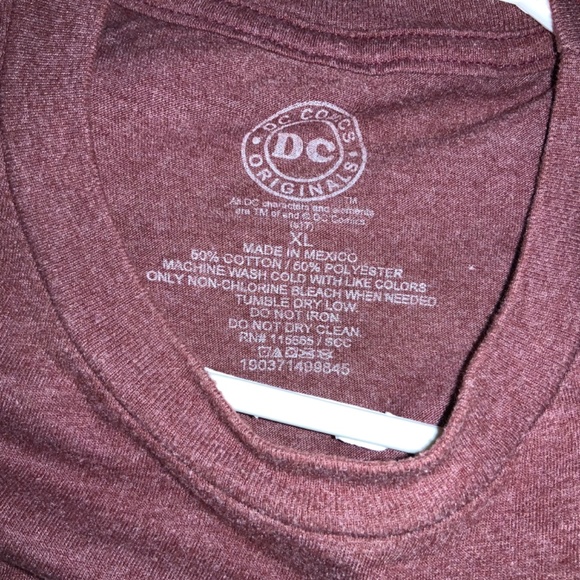 DC COMICS
DC
ORIGINALS
TM
All DC characters and elements
are TM of and © DC Comics.
(s17)
XL
MADE IN MEXICO
50% COTTON / 50% POLYESTER
MACHINE WASH COLD WITH LIKE COLORS
ONLY NON-CHLORINE BLEACH WHEN NEEDED
TUMBLE DRY LOW.
DO NOT IRON.
DO NOT DRY CLEAN.
RN# 115565 / SCC
190371499845